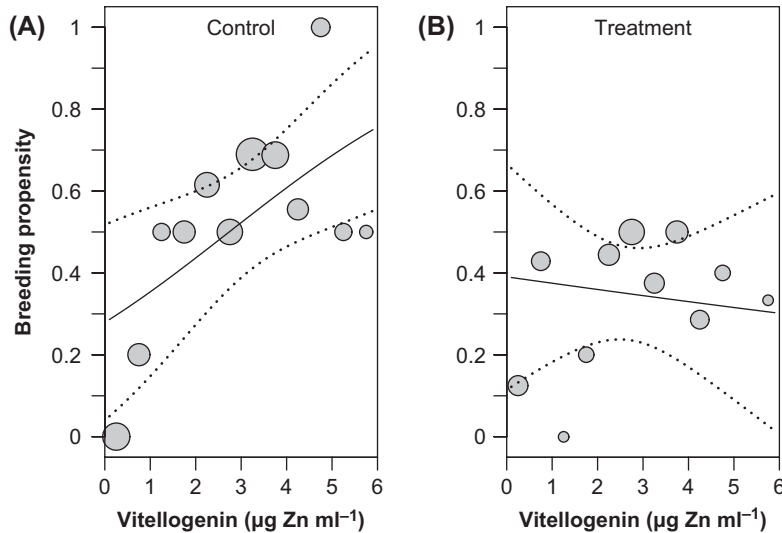 (A)
Control
Breeding propensity
1
0.8
0.6
0.4
0.2
0
0 1 2 3 4 5 6
Vitellogenin (µg Zn ml⁻¹)
(B)
Treatment
1
0.8
0.6
0.4
0.2
0
0 1 2 3 4 5 6
Vitellogenin (µg Zn ml⁻¹)